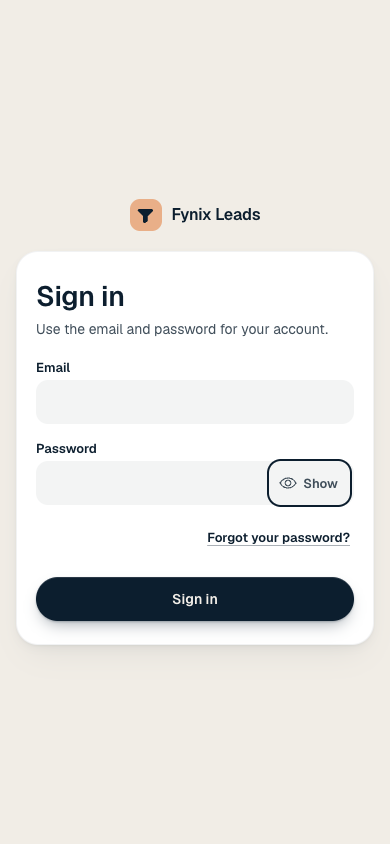 Fynix Leads
Sign in
Use the email and password for your account.
Email
Password
Show
Forgot your password?
Sign in